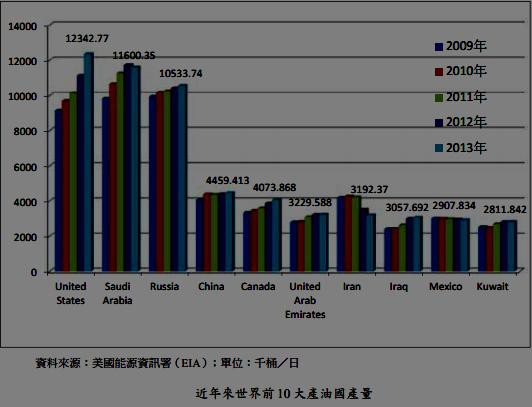 14000
12000
10000
8000
6000
4000
2000
0
12342.77
11600.35
10533.74
4459.413
4073.868
3229.588
3192.37
3057.692
2907.834
2811.842
2009年
2010年
2011年
2012年
2013年
United States
Saudi Arabia
Russia
China
Canada
United Arab Emirates
Iran
Iraq
Mexico
Kuwait
資料來源：美國能源資訊署（EIA）；單位：千桶／日
近年來世界前 10 大產油國產量